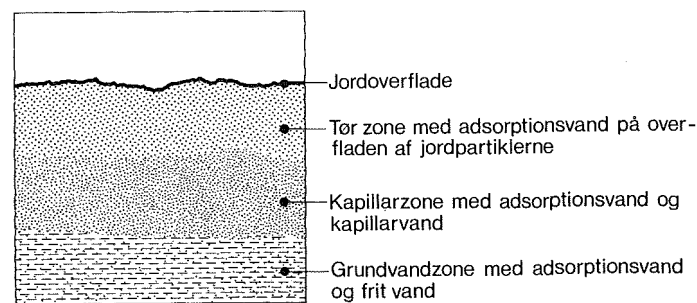 Jordoverflade
Tør zone med adsorptionsvand på over-
fladen af jordpartiklerne
Kapillarzone med adsorptionsvand og
kapillarvand
Grundvandzone med adsorptionsvand
og frit vand